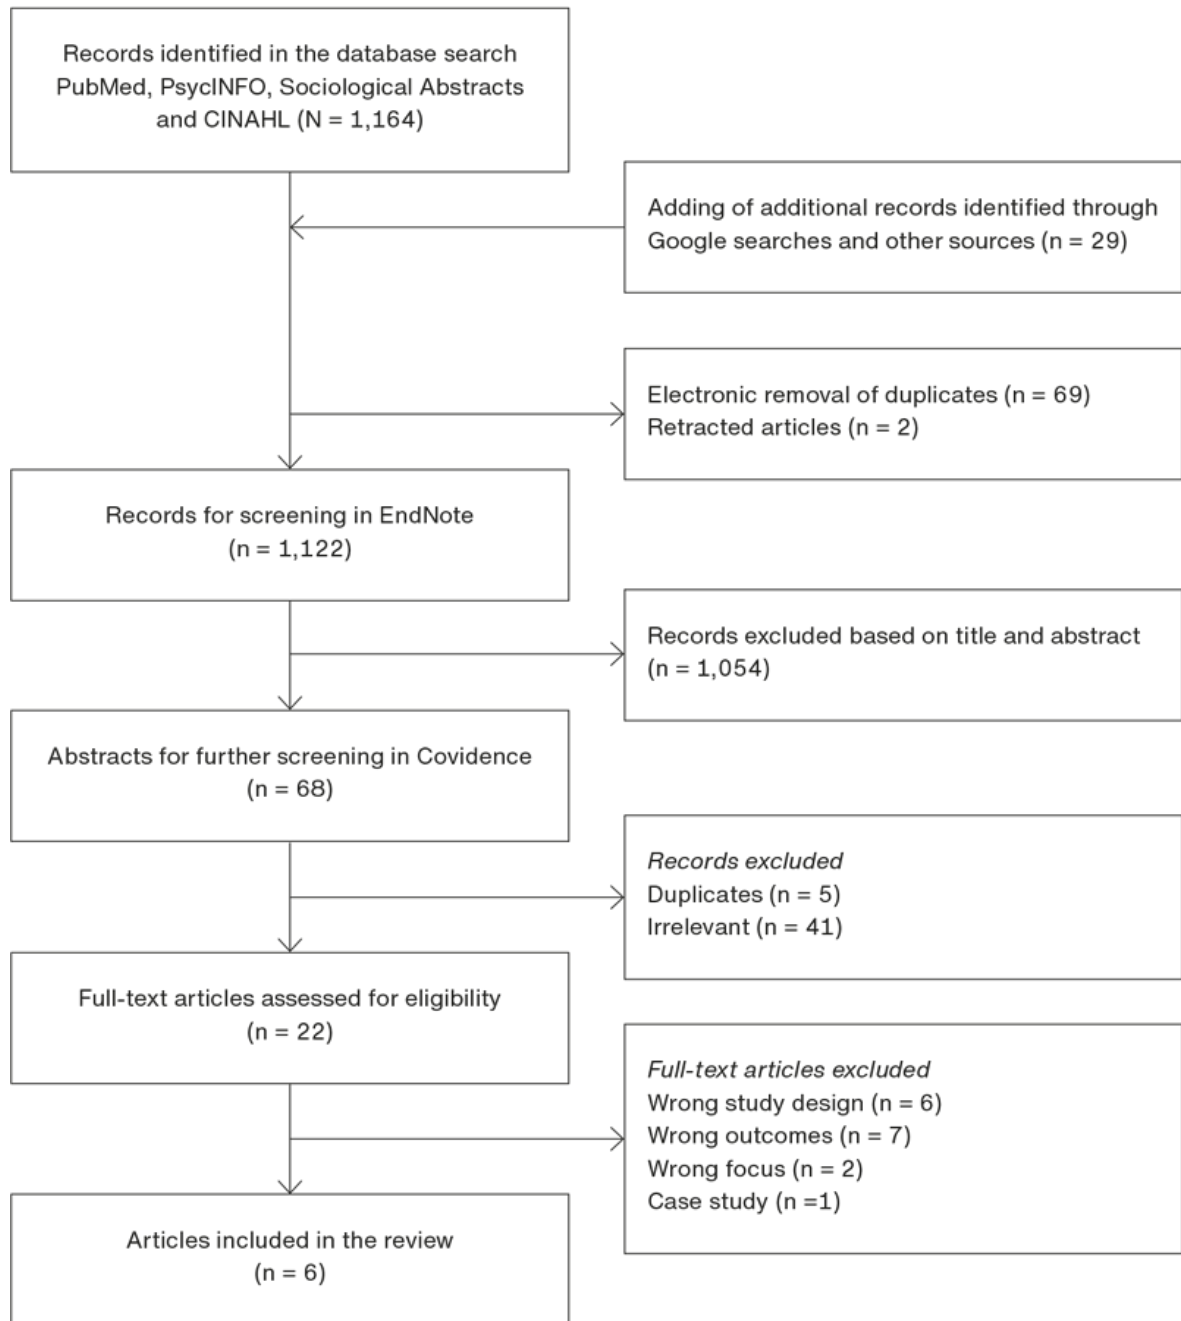 Records identified in the database search
PubMed, PsycINFO, Sociological Abstracts
and CINAHL (N = 1,164)
Adding of additional records identified through
Google searches and other sources (n = 29)
Electronic removal of duplicates (n = 69)
Retracted articles (n = 2)
Records for screening in EndNote
(n = 1,122)
Records excluded based on title and abstract
(n = 1,054)
Abstracts for further screening in Covidence
(n = 68)
Records excluded
Duplicates (n = 5)
Irrelevant (n = 41)
Full-text articles assessed for eligibility
(n = 22)
Full-text articles excluded
Wrong study design (n = 6)
Wrong outcomes (n = 7)
Wrong focus (n = 2)
Case study (n =1)
Articles included in the review
(n = 6)